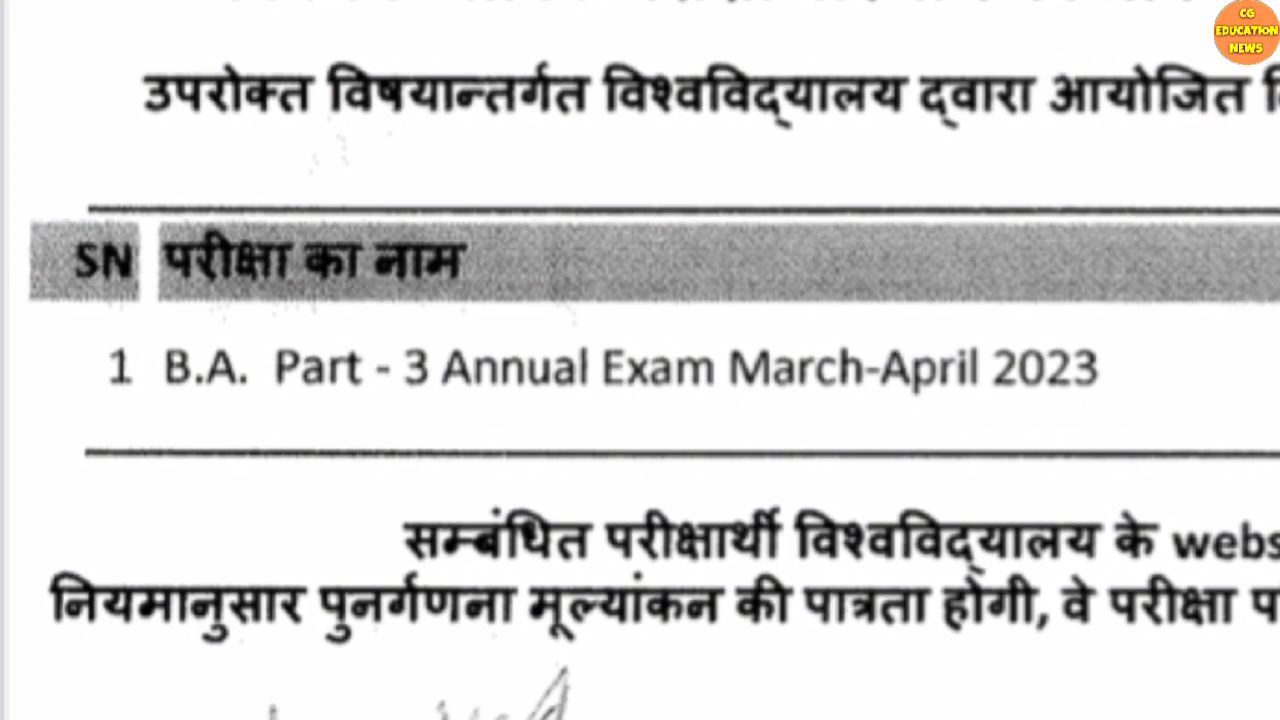 CG
EDUCATION
NEWS
उपरोक्त विषयान्तर्गत विश्वविद्यालय द्वारा आयोजित
SN परीक्षा का नाम
1 B.A. Part - 3 Annual Exam March-April 2023
सम्बंधित परीक्षार्थी विश्वविद्यालय के webs
नियमानुसार पुनर्गणना मूल्यांकन की पात्रता होगी, वे परीक्षा प